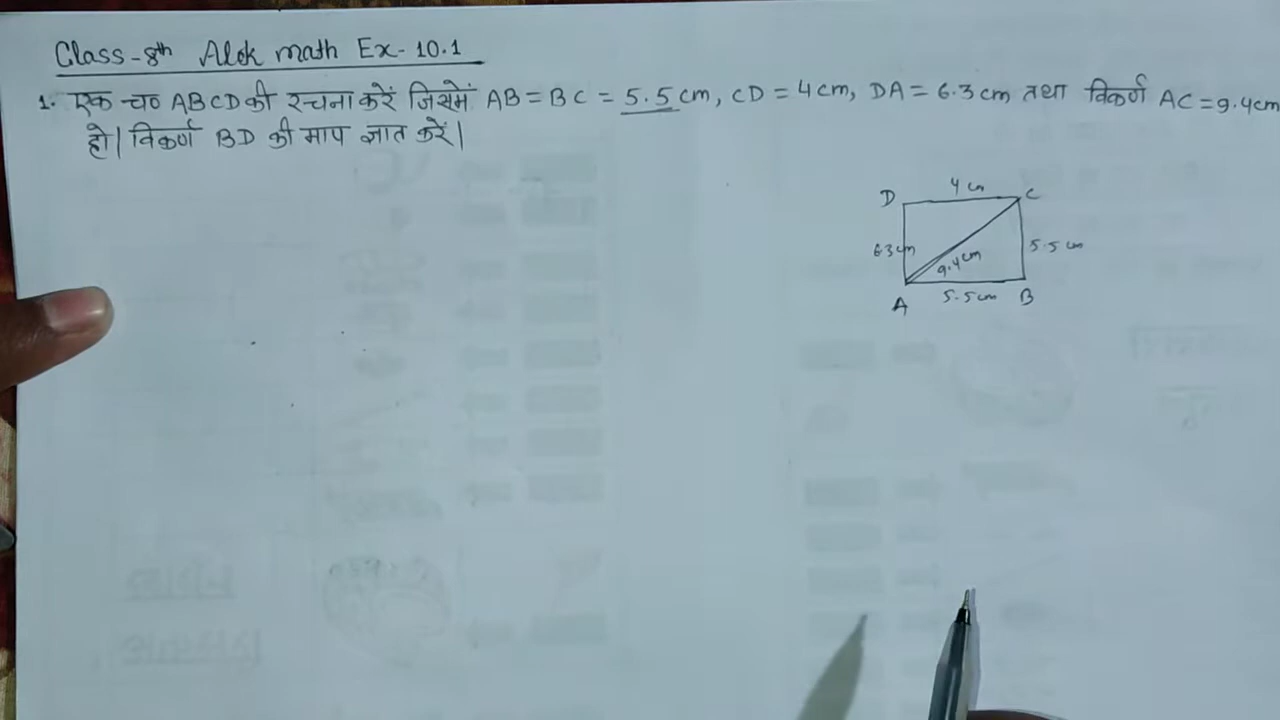 Class-8th Alok math Ex-10.1
1. एक च० ABCD की रचना करें जिसमें AB = BC = 5.5 cm, CD = 4 cm, DA = 6.3 cm तथा विकर्ण AC = 9.4 cm
हो। विकर्ण BD की माप ज्ञात करें।
4 cm
D C
6.3 cm 5.5 cm
9.4 cm
A 5.5 cm B